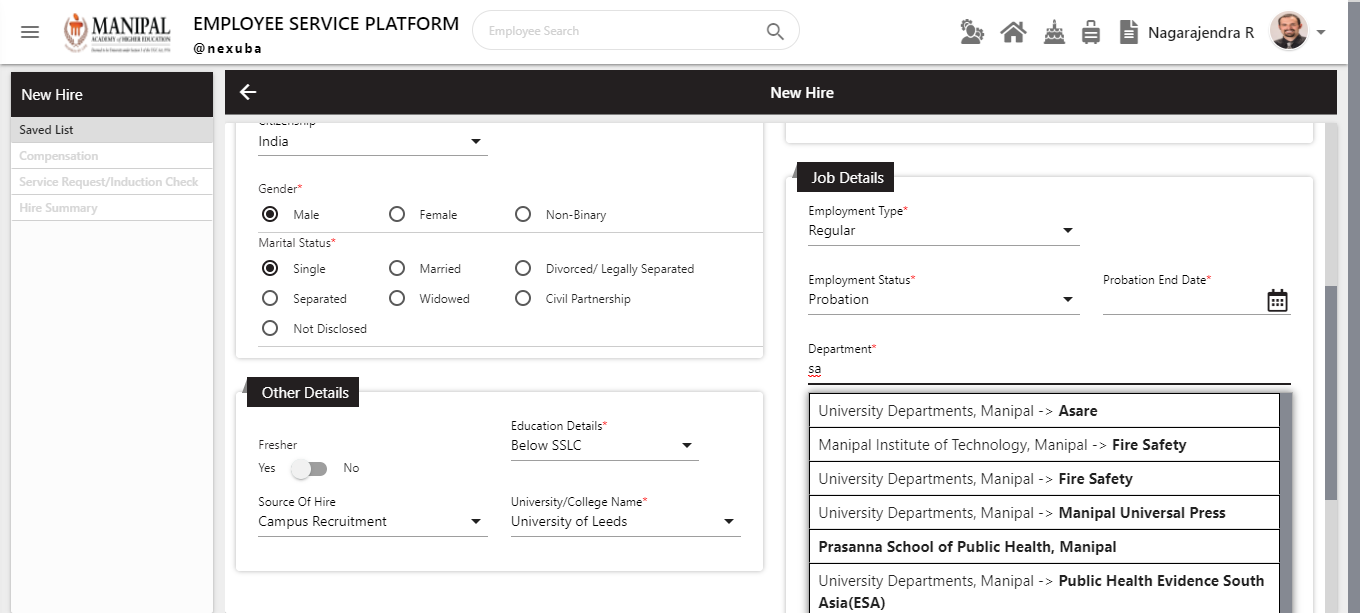 MANIPAL
ACADEMY of HIGHER EDUCATION
EMPLOYEE SERVICE PLATFORM
@nexuba
Employee Search
Nagarajendra R
New Hire
Saved List
Compensation
Service Request/Induction Check
Hire Summary
New Hire
Citizenship
India
Gender*
Male Female Non-Binary
Marital Status*
Single Married Divorced/ Legally Separated
Separated Widowed Civil Partnership
Not Disclosed
Other Details
Fresher
Yes No
Education Details*
Below SSLC
Source Of Hire
Campus Recruitment
University/College Name*
University of Leeds
Job Details
Employment Type*
Regular
Employment Status*
Probation
Probation End Date*
Department*
sa
University Departments, Manipal -> Asare
Manipal Institute of Technology, Manipal -> Fire Safety
University Departments, Manipal -> Fire Safety
University Departments, Manipal -> Manipal Universal Press
Prasanna School of Public Health, Manipal
University Departments, Manipal -> Public Health Evidence South
Asia(ESA)